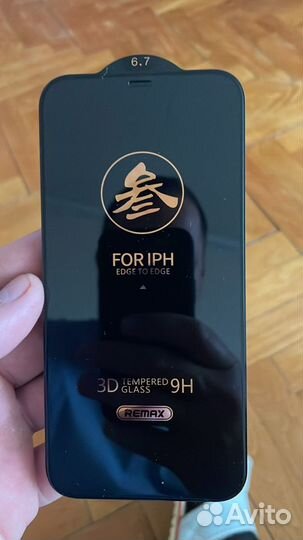 6.7
叁
FOR IPH
EDGE TO EDGE
3D TEMPERED GLASS 9H
REMAX
Avito